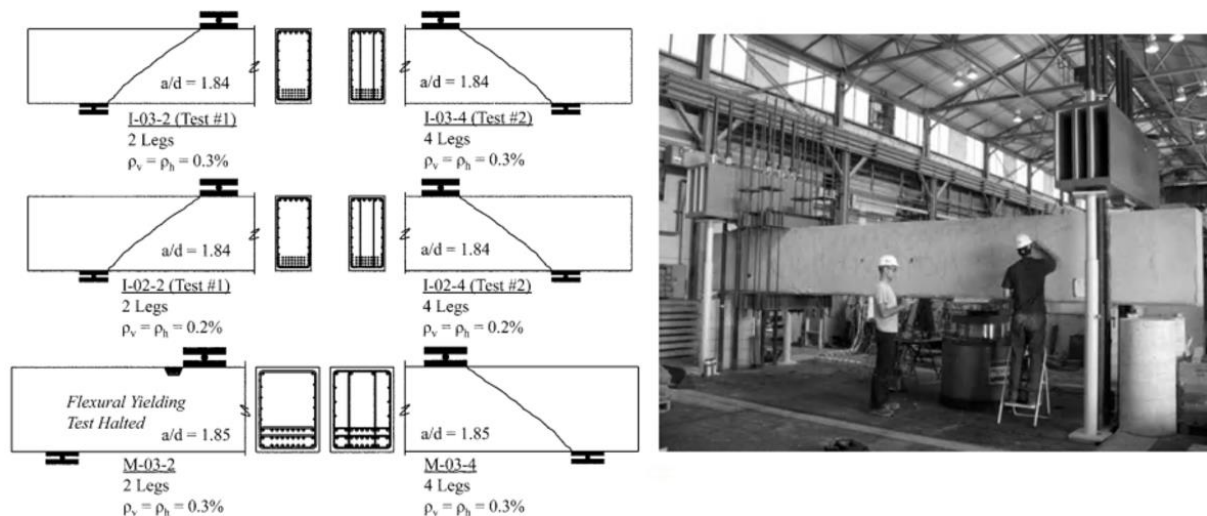 a/d = 1.84
I-03-2 (Test #1)
2 Legs
ρᵥ = ρₕ = 0.3%
a/d = 1.84
I-03-4 (Test #2)
4 Legs
ρᵥ = ρₕ = 0.3%
a/d = 1.84
I-02-2 (Test #1)
2 Legs
ρᵥ = ρₕ = 0.2%
a/d = 1.84
I-02-4 (Test #2)
4 Legs
ρᵥ = ρₕ = 0.2%
Flexural Yielding
Test Halted
a/d = 1.85
M-03-2
2 Legs
ρᵥ = ρₕ = 0.3%
a/d = 1.85
M-03-4
4 Legs
ρᵥ = ρₕ = 0.3%